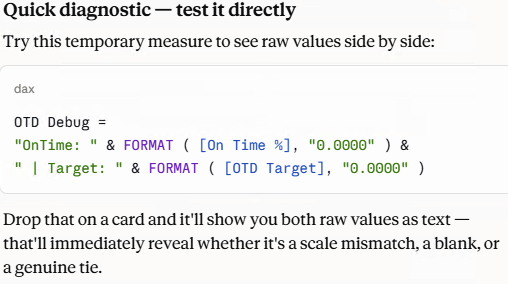 Quick diagnostic — test it directly
Try this temporary measure to see raw values side by side:
dax
OTD Debug =
"OnTime: " & FORMAT ( [On Time %], "0.0000" ) &
" | Target: " & FORMAT ( [OTD Target], "0.0000" )
Drop that on a card and it'll show you both raw values as text —
that'll immediately reveal whether it's a scale mismatch, a blank, or
a genuine tie.